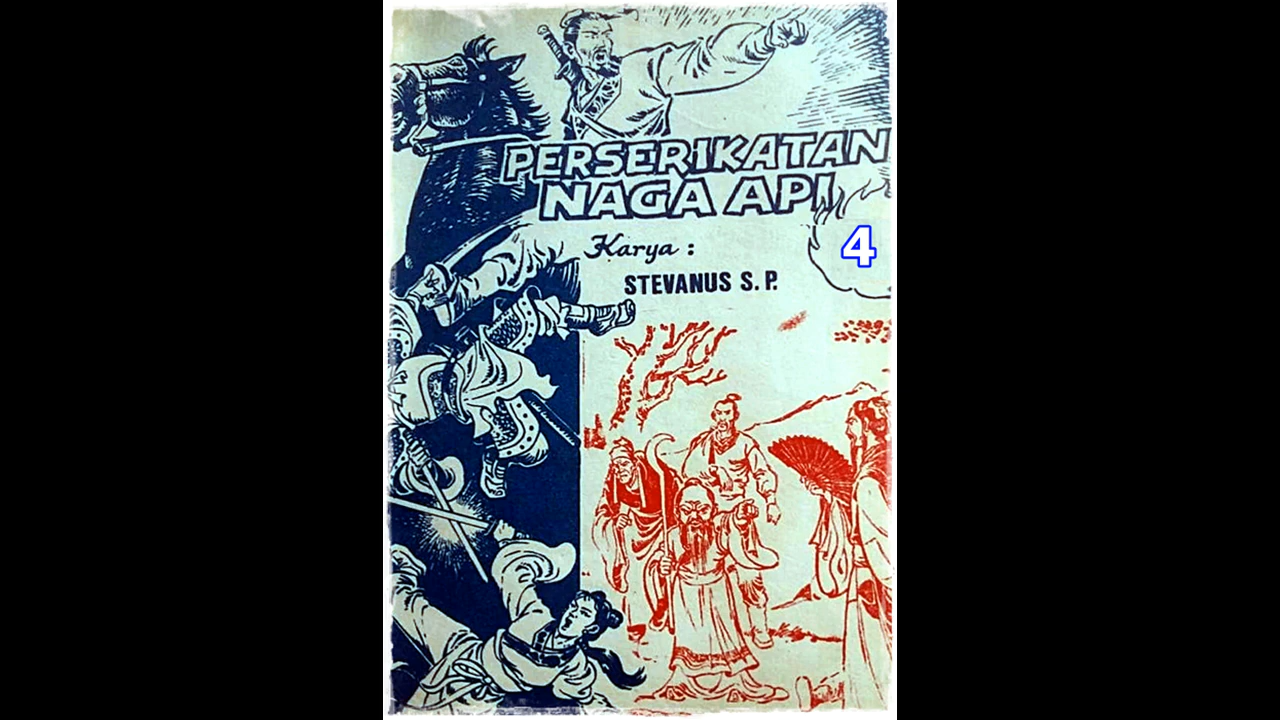 PERSERIKATAN
NAGA API
4
Karya :
STEVANUS S. P.